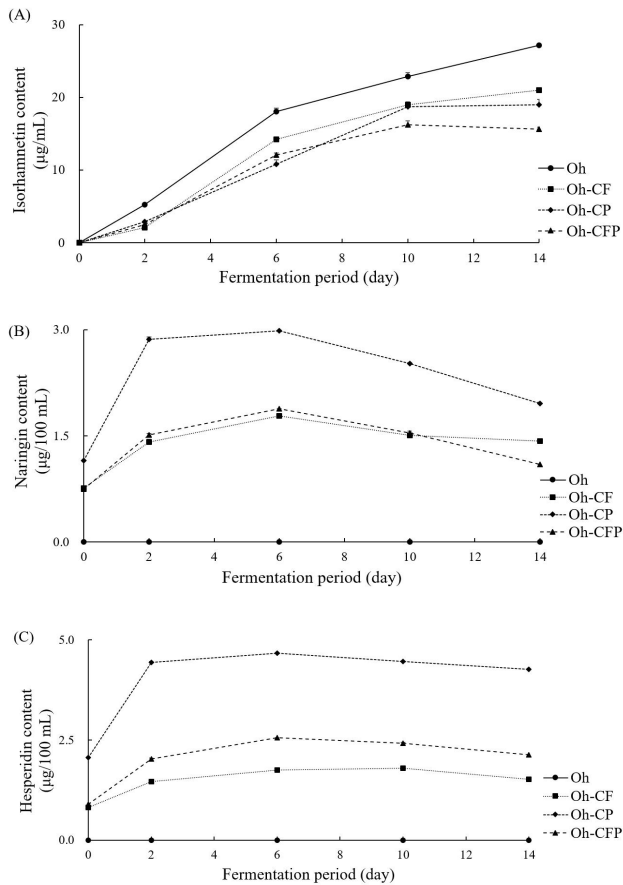 (A)
30
20
10
0
Isorhamnetin content
(μg/mL)
0 2 4 6 8 10 12 14
Fermentation period (day)
Oh
Oh-CF
Oh-CP
Oh-CFP
(B)
3.0
1.5
0.0
Naringin content
(μg/100 mL)
0 2 4 6 8 10 12 14
Fermentation period (day)
Oh
Oh-CF
Oh-CP
Oh-CFP
(C)
5.0
2.5
0.0
Hesperidin content
(μg/100 mL)
0 2 4 6 8 10 12 14
Fermentation period (day)
Oh
Oh-CF
Oh-CP
Oh-CFP